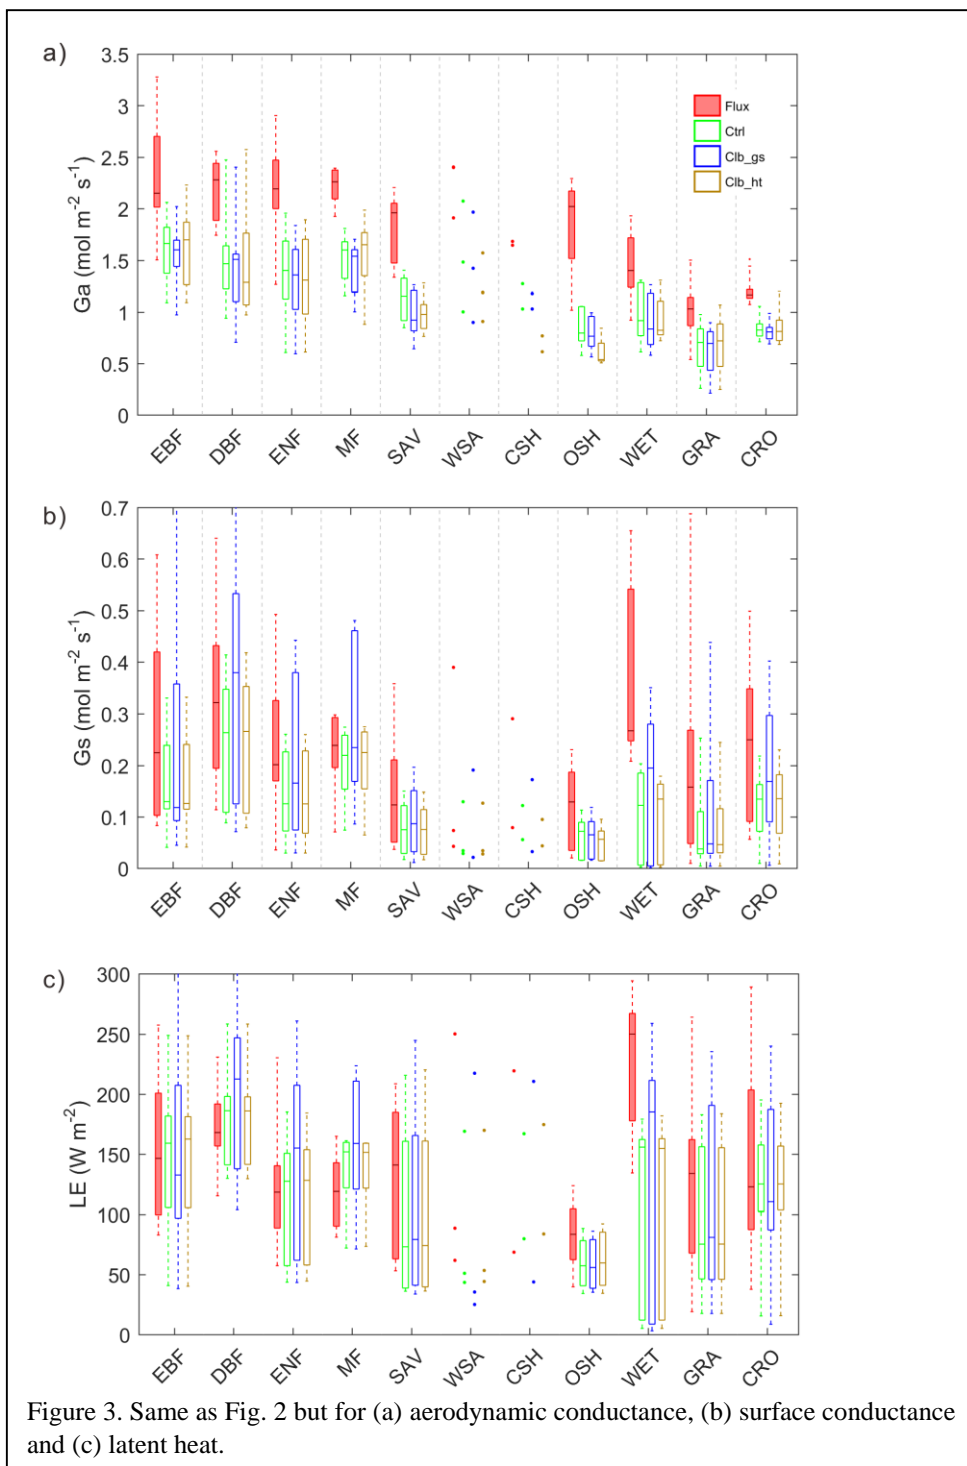 a)
3.5
3
2.5
2
1.5
1
0.5
0
Ga (mol m-2 s-1)
Flux
Ctrl
Clb_gs
Clb_ht
EBF DBF ENF MF SAV WSA CSH OSH WET GRA CRO
b)
0.7
0.6
0.5
0.4
0.3
0.2
0.1
0
Gs (mol m-2 s-1)
EBF DBF ENF MF SAV WSA CSH OSH WET GRA CRO
c)
300
250
200
150
100
50
0
LE (W m-2)
EBF DBF ENF MF SAV WSA CSH OSH WET GRA CRO
Figure 3. Same as Fig. 2 but for (a) aerodynamic conductance, (b) surface conductance
and (c) latent heat.